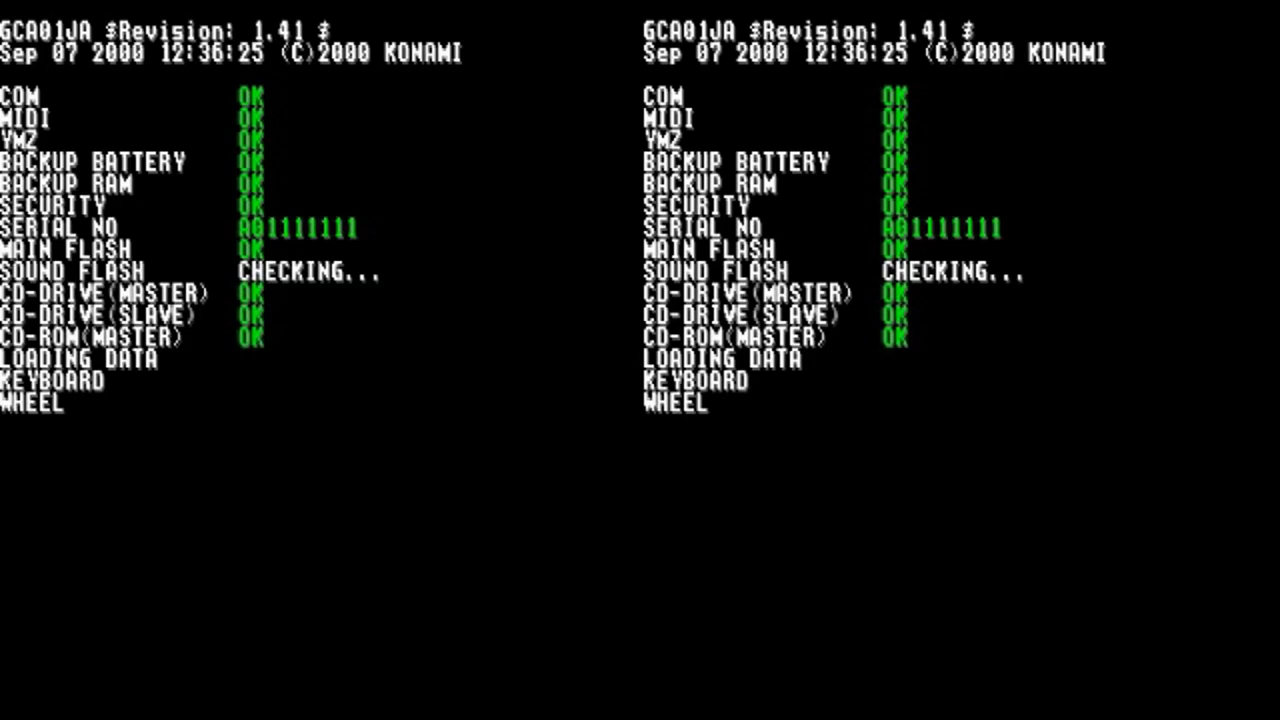 GCA01JA $Revision: 1.41 $
Sep 07 2000 12:36:25 (C)2000 KONAMI
COM OK
MIDI OK
YMZ OK
BACKUP BATTERY OK
BACKUP RAM OK
SECURITY OK
SERIAL NO A01111111
MAIN FLASH OK
SOUND FLASH CHECKING...
CD-DRIVE(MASTER) OK
CD-DRIVE(SLAVE) OK
CD-ROM(MASTER) OK
LOADING DATA
KEYBOARD
WHEEL
GCA01JA $Revision: 1.41 $
Sep 07 2000 12:36:25 (C)2000 KONAMI
COM OK
MIDI OK
YMZ OK
BACKUP BATTERY OK
BACKUP RAM OK
SECURITY OK
SERIAL NO A01111111
MAIN FLASH OK
SOUND FLASH CHECKING...
CD-DRIVE(MASTER) OK
CD-DRIVE(SLAVE) OK
CD-ROM(MASTER) OK
LOADING DATA
KEYBOARD
WHEEL